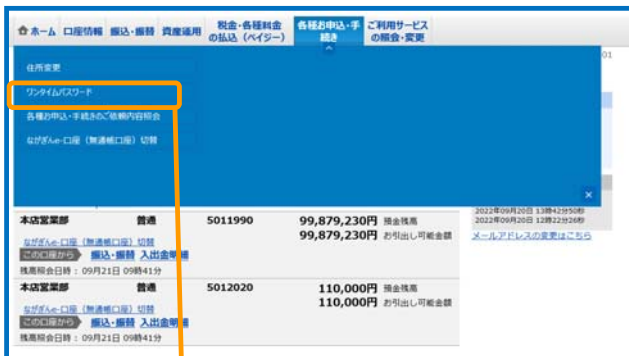 ホーム 口座情報 振込・振替 資産運用 税金・各種料金の払込(ペイジー) 各種お申込・手続き ご利用サービスの照会・変更
01
住所変更
ワンタイムパスワード
各種お申込・手続きのご依頼内容照会
ながぎんe-口座(無通帳口座)切替
×
2022年09月20日 13時42分50秒
本店営業部 普通 5011990 99,879,230円 預金残高
2022年09月20日 12時22分26秒
99,879,230円 お引出し可能金額
メールアドレスの変更はこちら
ながぎんe-口座(無通帳口座)切替
この口座から 振込・振替 入出金明細
残高照会日時:09月21日 09時41分
本店営業部 普通 5012020 110,000円 預金残高
110,000円 お引出し可能金額
ながぎんe-口座(無通帳口座)切替
この口座から 振込・振替 入出金明細
残高照会日時:09月21日 09時41分